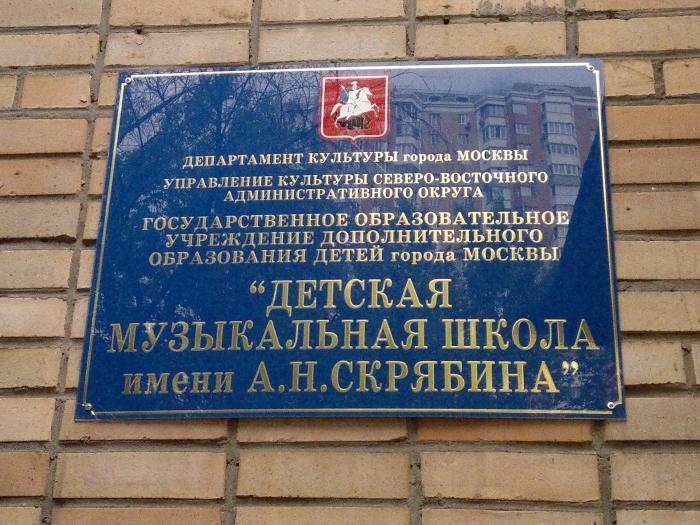 ДЕПАРТАМЕНТ КУЛЬТУРЫ города МОСКВЫ
УПРАВЛЕНИЕ КУЛЬТУРЫ СЕВЕРО-ВОСТОЧНОГО
АДМИНИСТРАТИВНОГО ОКРУГА
ГОСУДАРСТВЕННОЕ ОБРАЗОВАТЕЛЬНОЕ
УЧРЕЖДЕНИЕ ДОПОЛНИТЕЛЬНОГО
ОБРАЗОВАНИЯ ДЕТЕЙ города МОСКВЫ
“ДЕТСКАЯ
МУЗЫКАЛЬНАЯ ШКОЛА
имени А.Н.СКРЯБИНА”